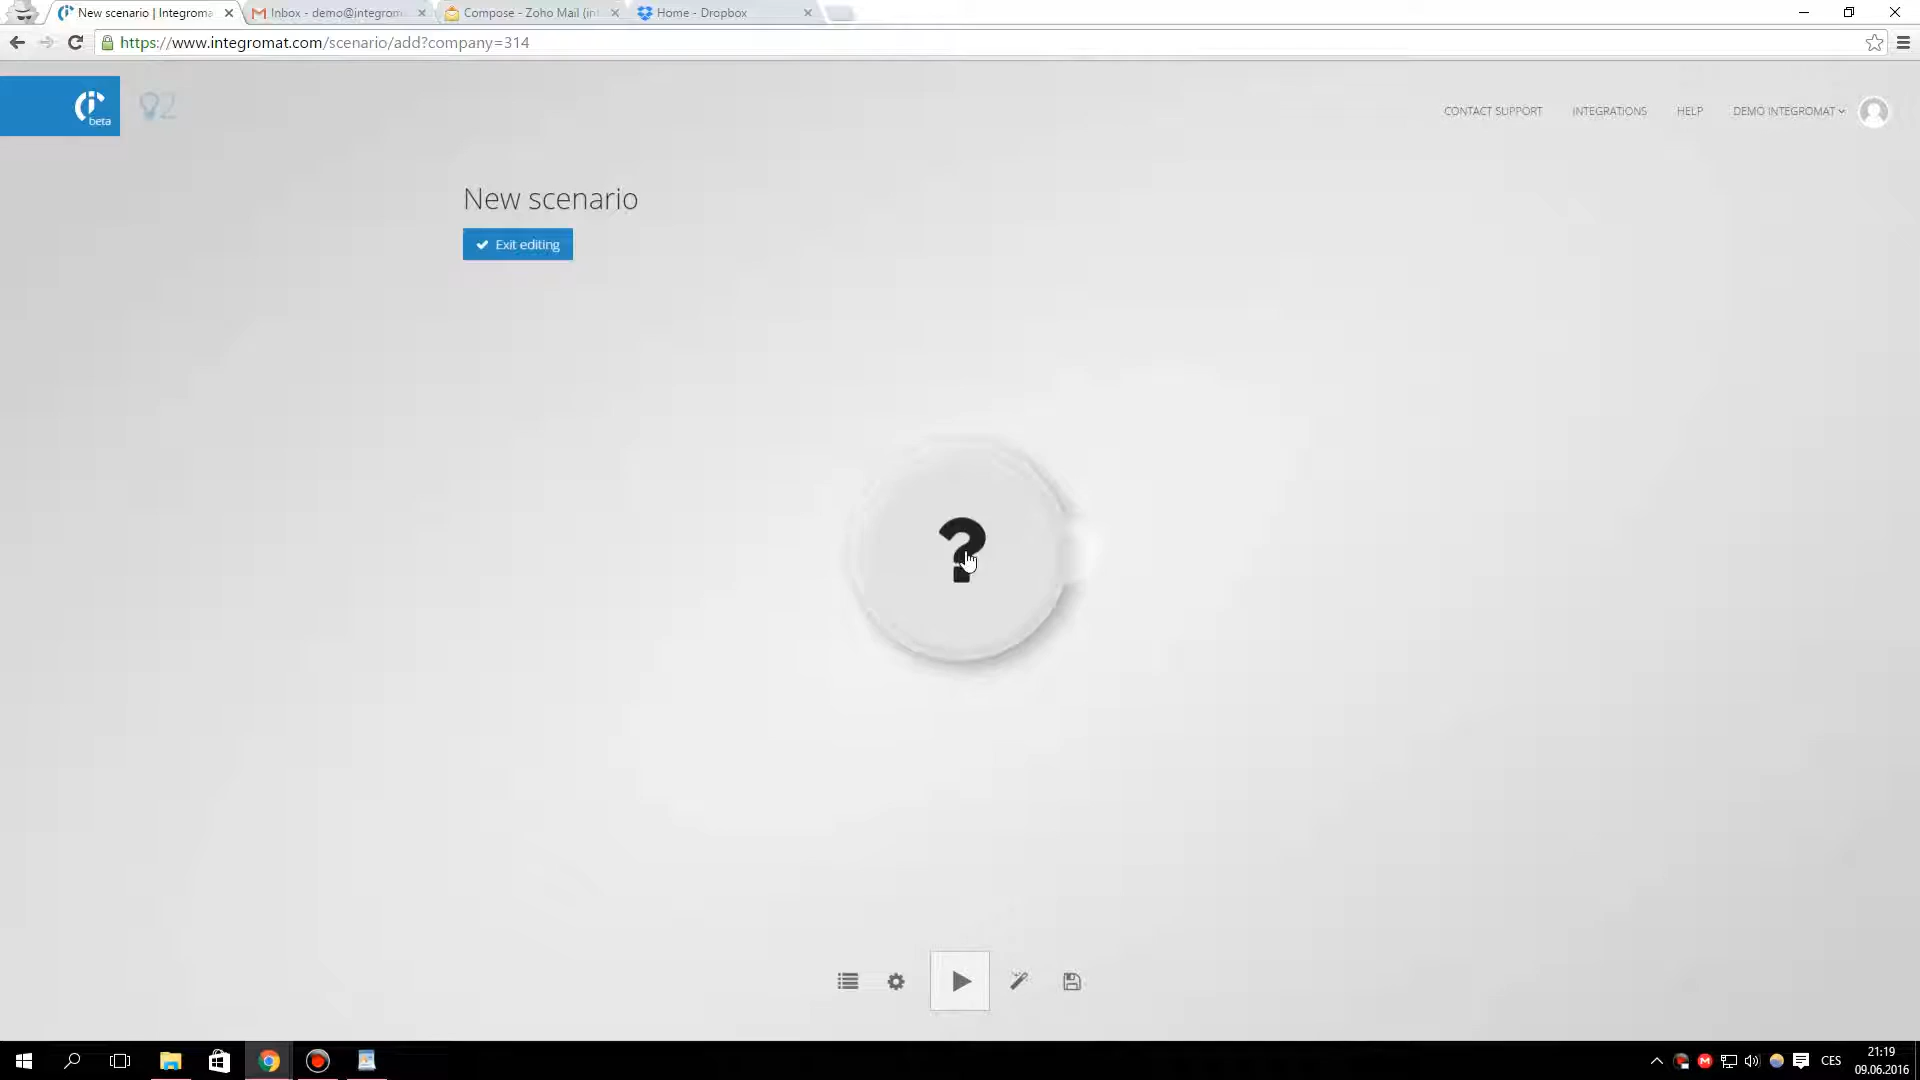 New scenario | Integroma
Inbox - demo@integrom
Compose - Zoho Mail (in
Home - Dropbox
https://www.integromat.com/scenario/add?company=314
beta
2
CONTACT SUPPORT
INTEGRATIONS
HELP
DEMO INTEGROMAT
New scenario
Exit editing
?
CES
21:19
09.06.2016